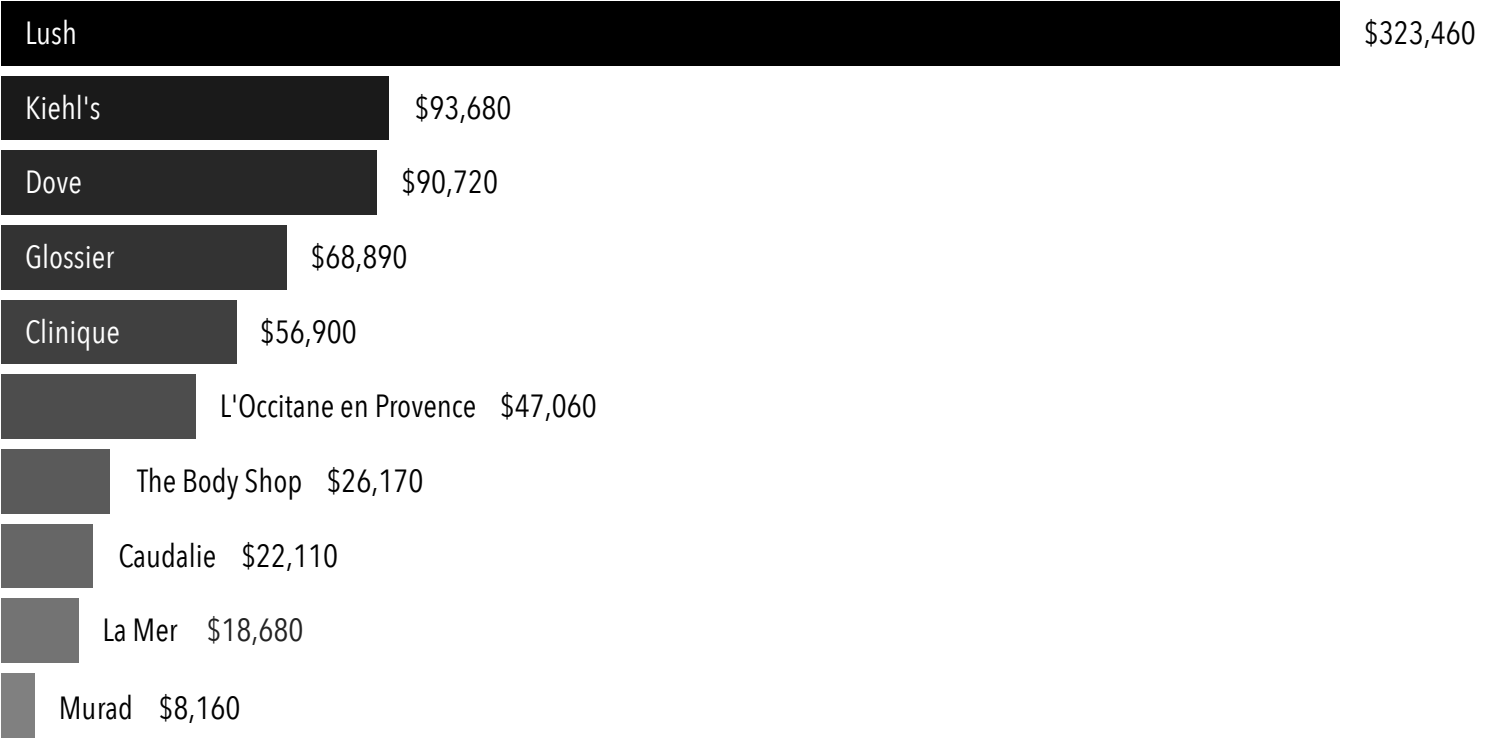 Lush $323,460
Kiehl's $93,680
Dove $90,720
Glossier $68,890
Clinique $56,900
L'Occitane en Provence $47,060
The Body Shop $26,170
Caudalie $22,110
La Mer $18,680
Murad $8,160